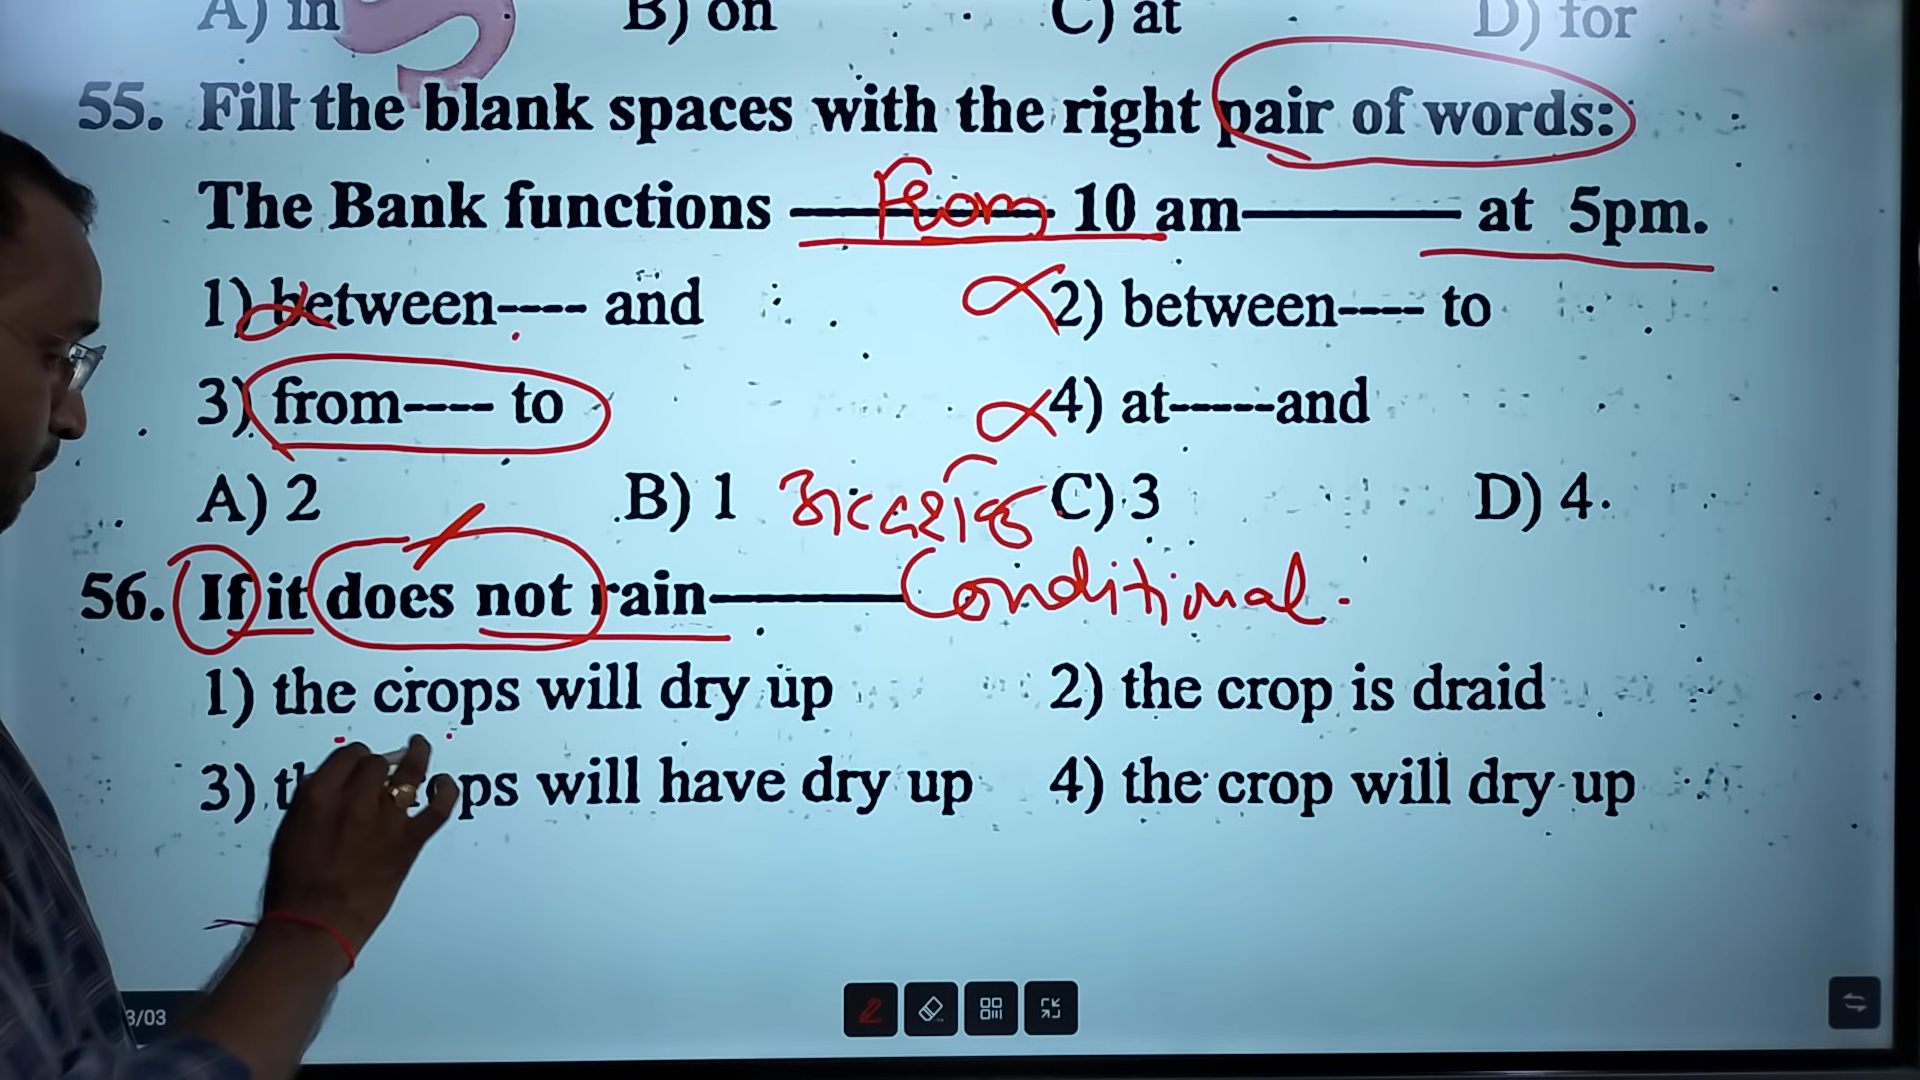 A) in B) on C) at D) for
55. Fill the blank spaces with the right pair of words:
The Bank functions ———— From 10 am———— at 5pm.
1) between---- and 2) between---- to
3) from---- to 4) at-----and
A) 2 B) 1 C) 3 D) 4
56. If it does not rain———— Conditional.
1) the crops will dry up 2) the crop is draid
3) crops will have dry up 4) the crop will dry up
3/03